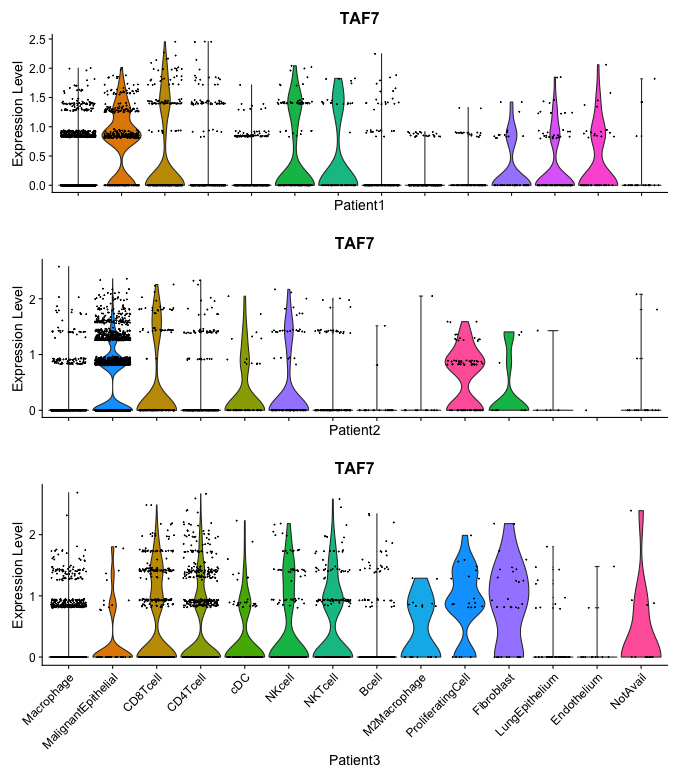 TAF7
Expression Level
2.5
2.0
1.5
1.0
0.5
0.0
Patient1
TAF7
Expression Level
2
1
0
Patient2
TAF7
Expression Level
2
1
0
Macrophage
MalignantEpithelial
CD8Tcell
CD4Tcell
cDC
NKcell
NKTcell
Bcell
M2Macrophage
ProliferatingCell
Fibroblast
LungEpithelium
Endothelium
NotAvail
Patient3